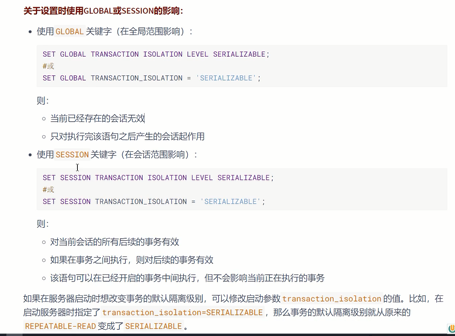 关于设置时使用GLOBAL或SESSION的影响：
使用 GLOBAL 关键字（在全局范围影响）：
SET GLOBAL TRANSACTION ISOLATION LEVEL SERIALIZABLE;
#或
SET GLOBAL TRANSACTION_ISOLATION = 'SERIALIZABLE';
则：
当前已经存在的会话无效
只对执行完该语句之后产生的会话起作用
使用 SESSION 关键字（在会话范围影响）：
SET SESSION TRANSACTION ISOLATION LEVEL SERIALIZABLE;
#或
SET SESSION TRANSACTION_ISOLATION = 'SERIALIZABLE';
则：
对当前会话的所有后续的事务有效
如果在事务之间执行，则对后续的事务有效
该语句可以在已经开启的事务中间执行，但不会影响当前正在执行的事务
如果在服务器启动时想改变事务的默认隔离级别，可以修改启动参数 transaction_isolation 的值。比如，在
启动服务器时指定了 transaction_isolation=SERIALIZABLE ，那么事务的默认隔离级别就从原来的
REPEATABLE-READ 变成了 SERIALIZABLE 。